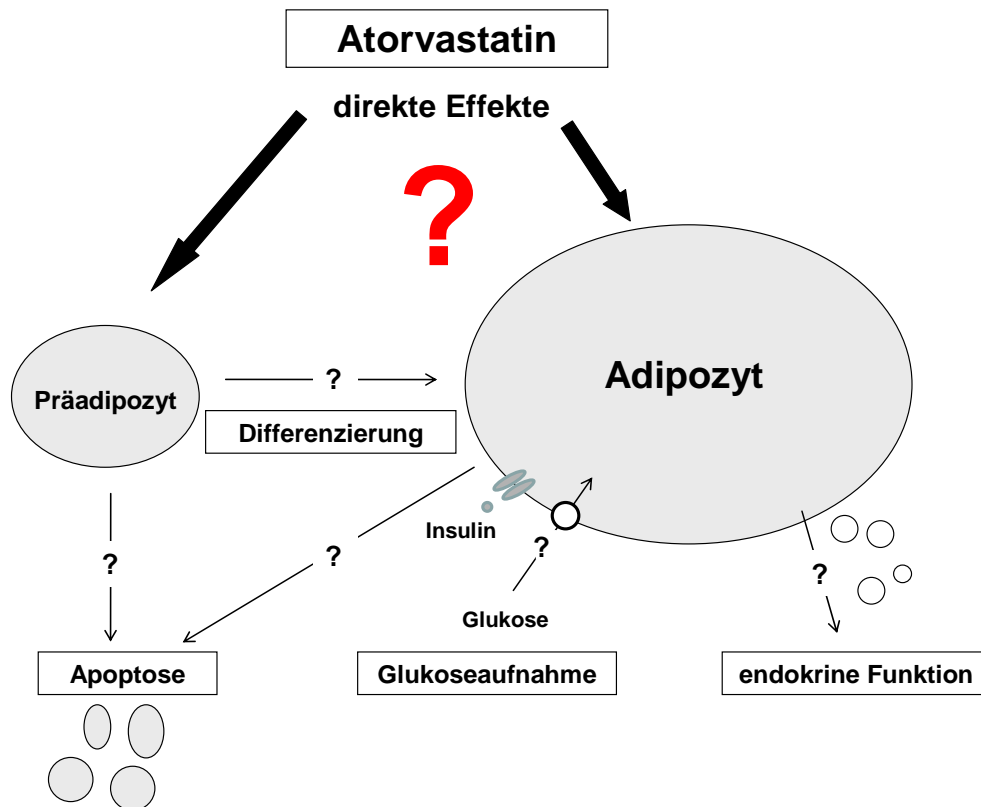 Atorvastatin
direkte Effekte
?
Adipozyt
Präadipozyt
?
Differenzierung
Insulin
?
?
?
?
Glukose
Apoptose
Glukoseaufnahme
endokrine Funktion